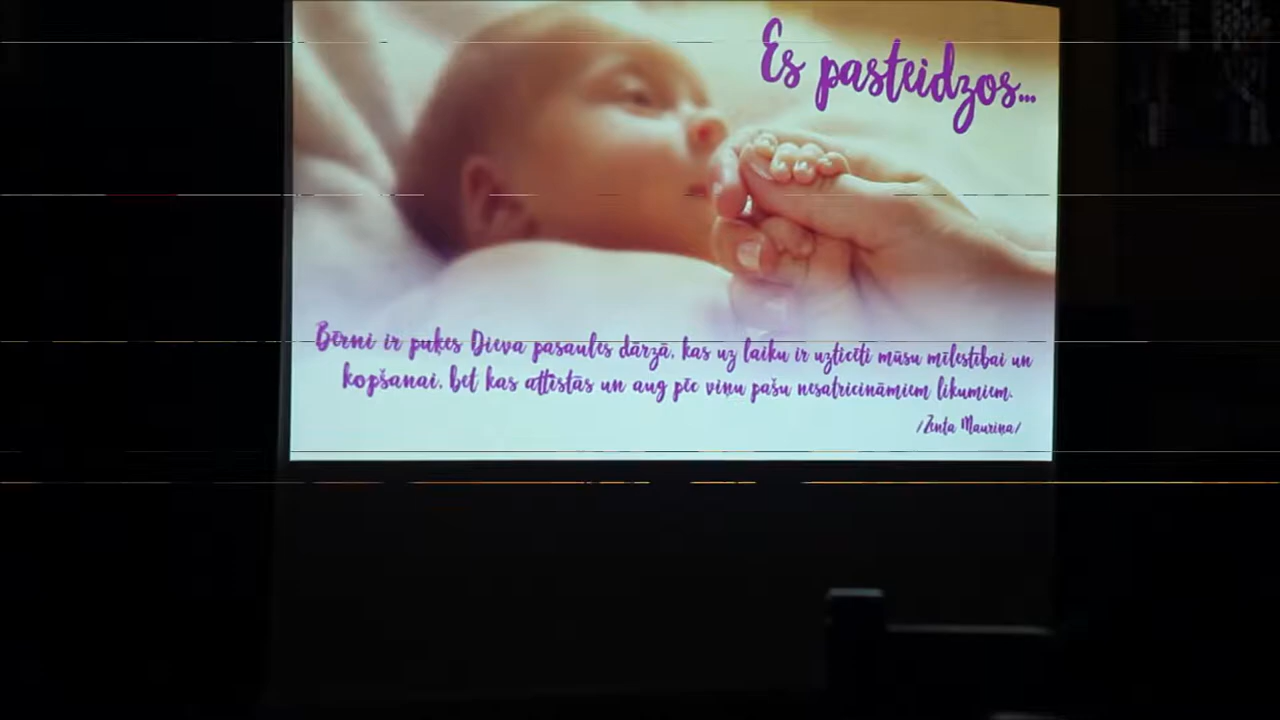 Es pasteidzos...
Bērni ir puķes Dieva pasaules dārzā, kas uz laiku ir uzticēti mūsu mīlestībai un
kopšanai, bet kas attīstās un aug pēc viņu pašu nesatricināmiem likumiem.
/Zenta Mauriņa/